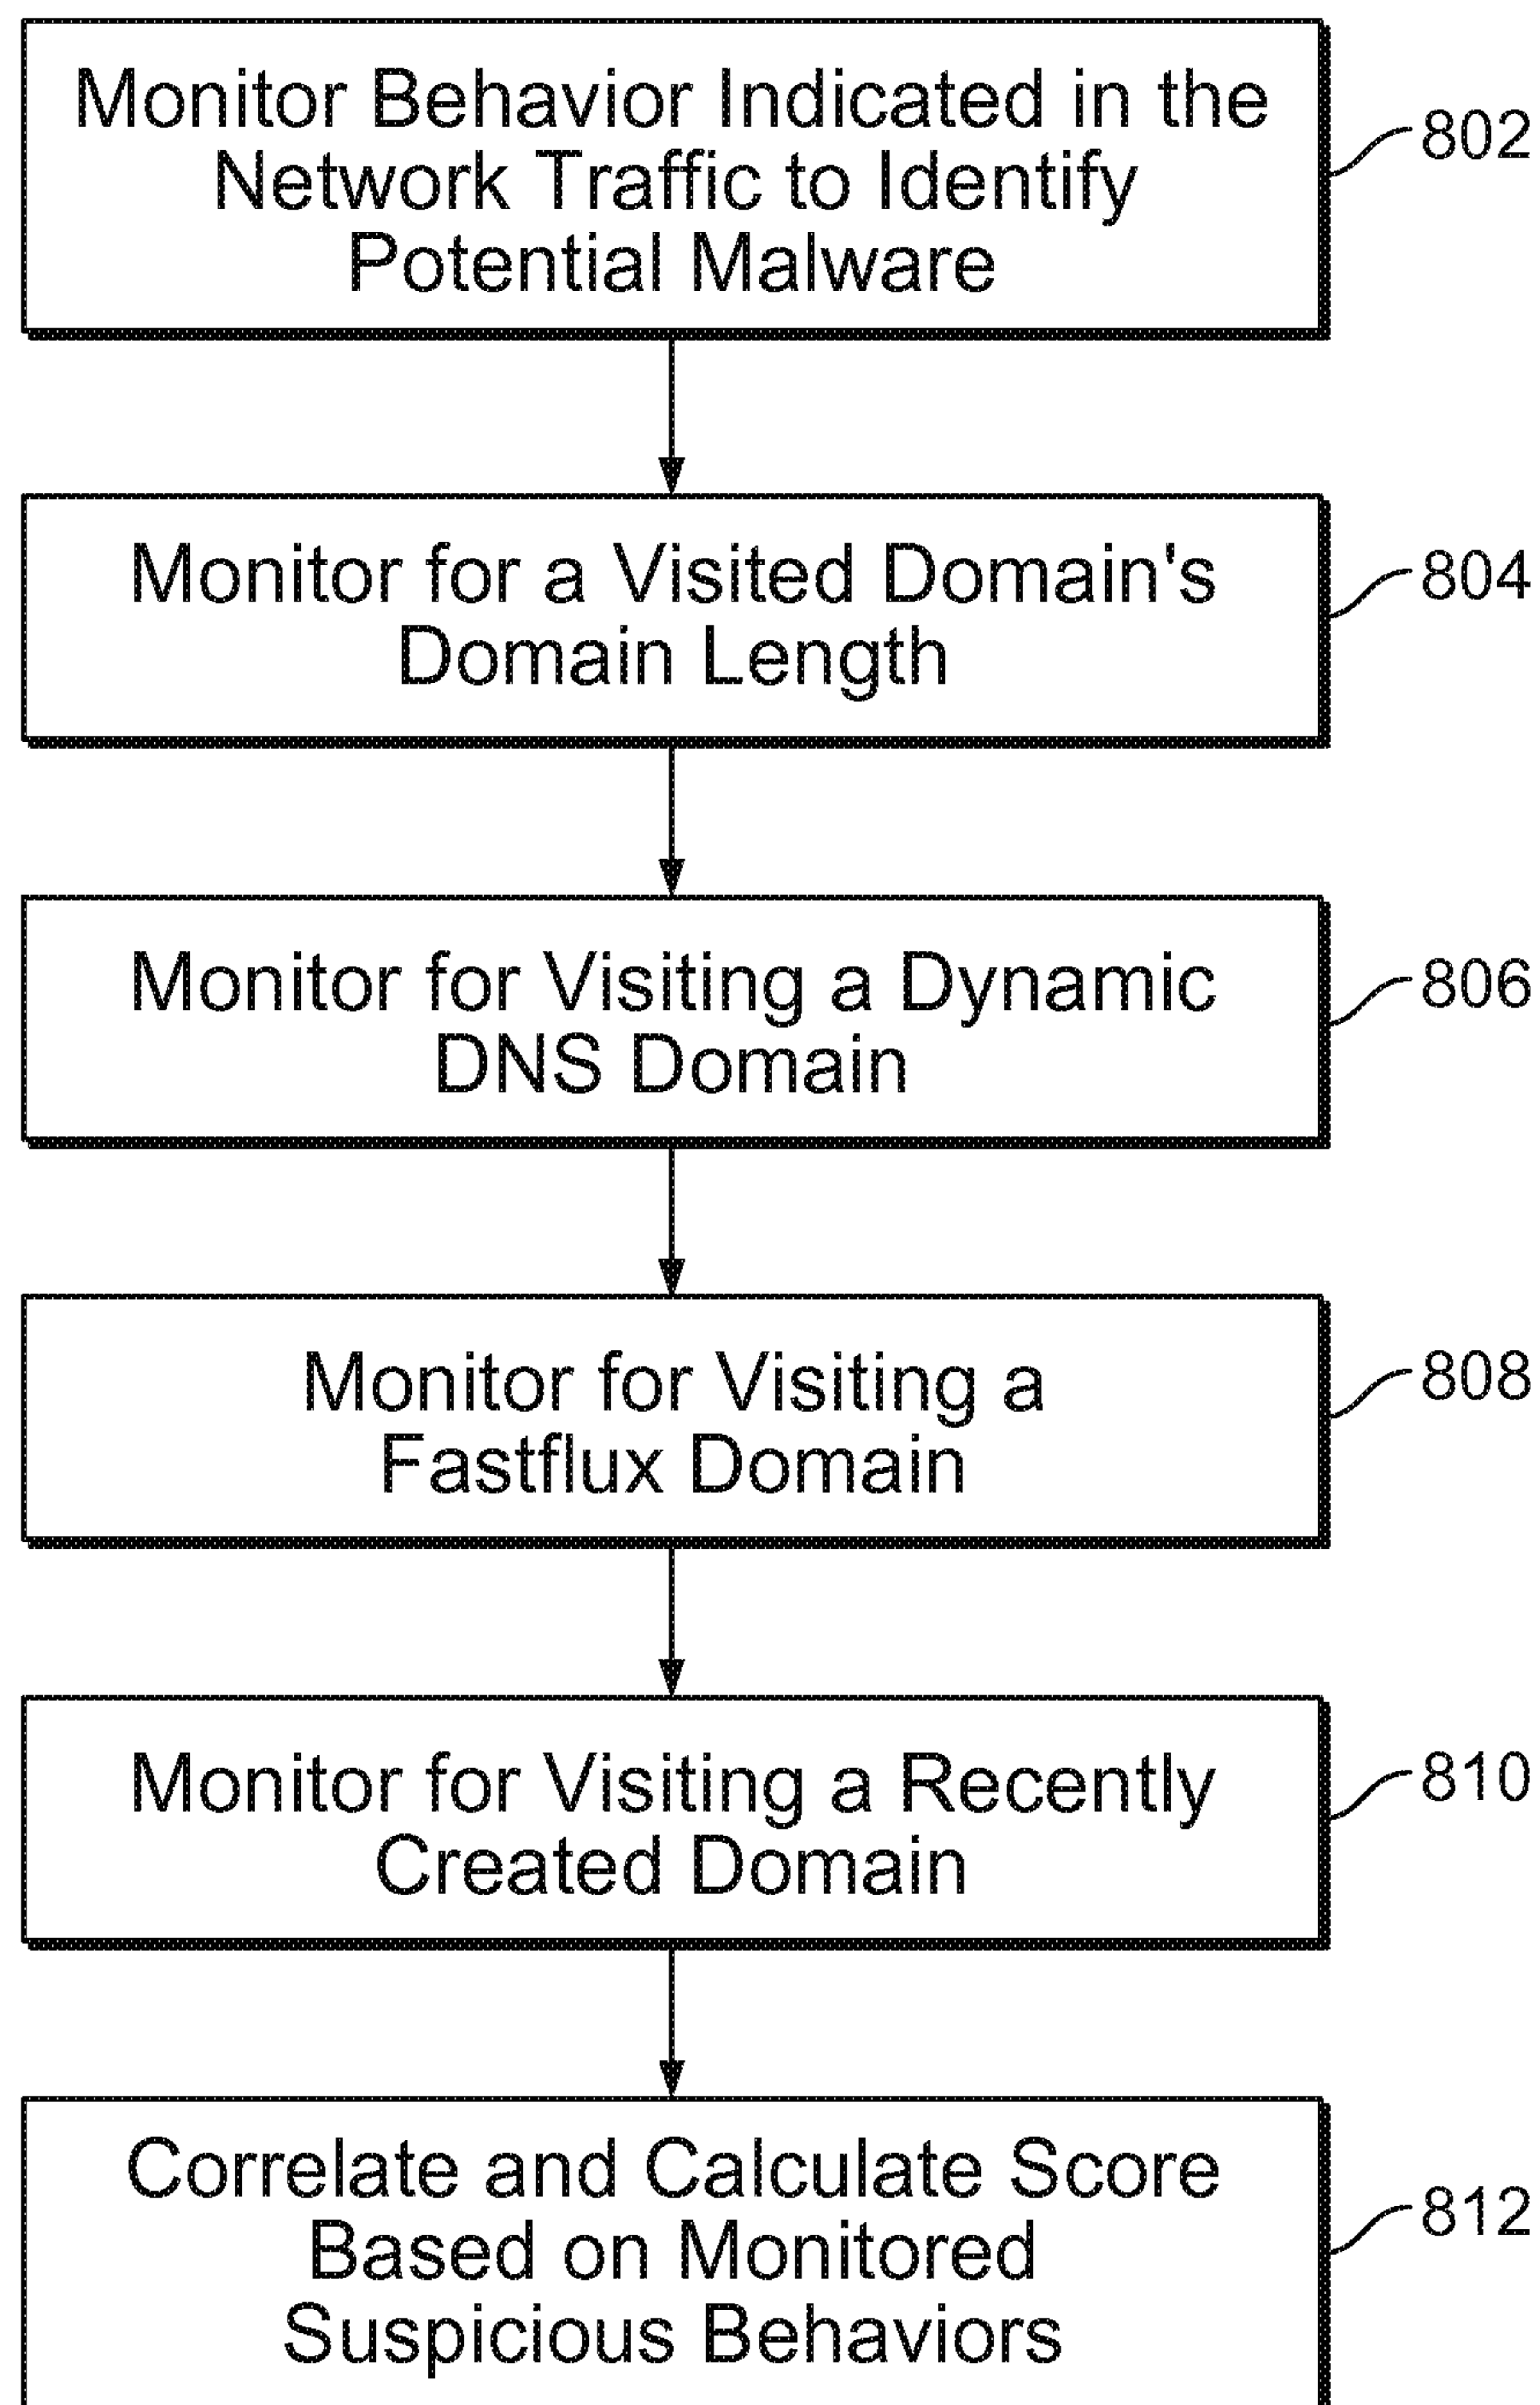 Monitor Behavior Indicated in the
Network Traffic to Identify
Potential Malware
802
Monitor for a Visited Domain's
Domain Length
804
Monitor for Visiting a Dynamic
DNS Domain
806
Monitor for Visiting a
Fastflux Domain
808
Monitor for Visiting a Recently
Created Domain
810
Correlate and Calculate Score
Based on Monitored
Suspicious Behaviors
812